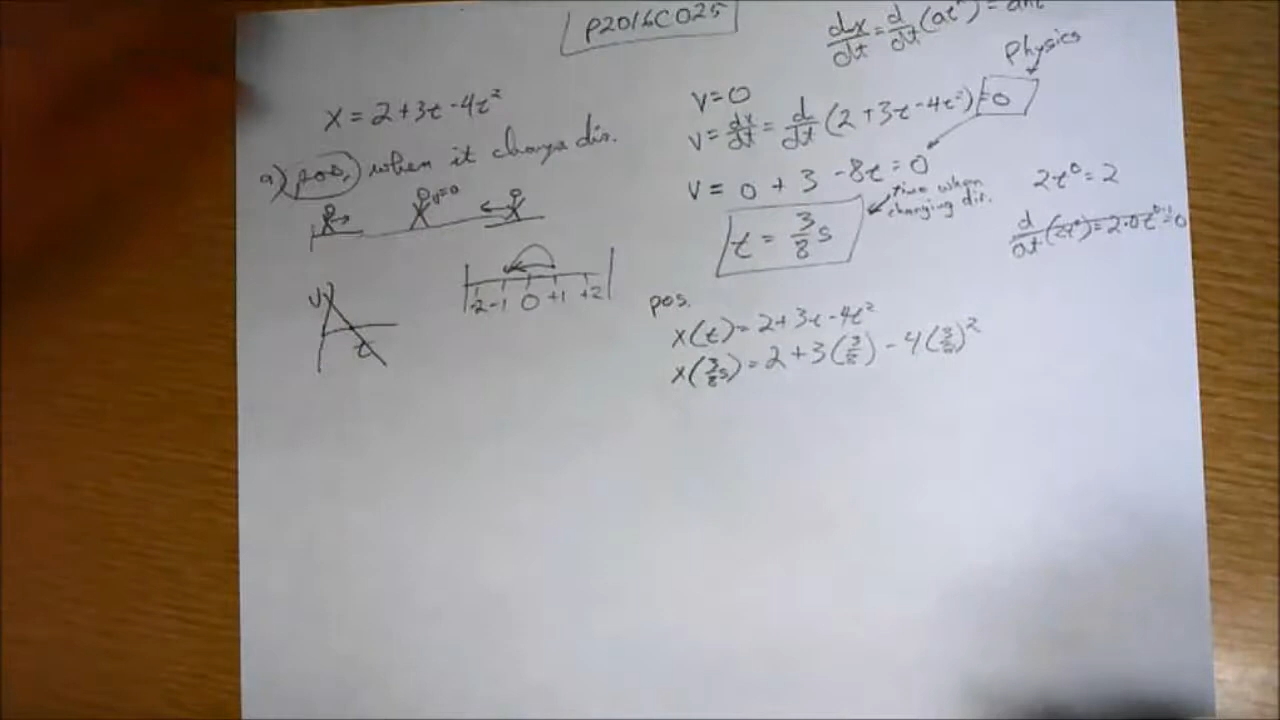 P2016C025
dx/dt = d/dt (atⁿ) = ant
Physics
x = 2 + 3t - 4t²
a) pos. when it change dir.
v=0
-2 -1 0 +1 +2
v
t
v = 0
v = dx/dt = d/dt (2 + 3t - 4t²) = 0
v = 0 + 3 - 8t = 0
t = 3/8 s
time when
changing dir.
2t⁰ = 2
d/dt (2t⁰) = 2·0t⁰⁻¹ = 0
pos.
x(t) = 2 + 3t - 4t²
x(3/8 s) = 2 + 3(3/8) - 4(3/8)²